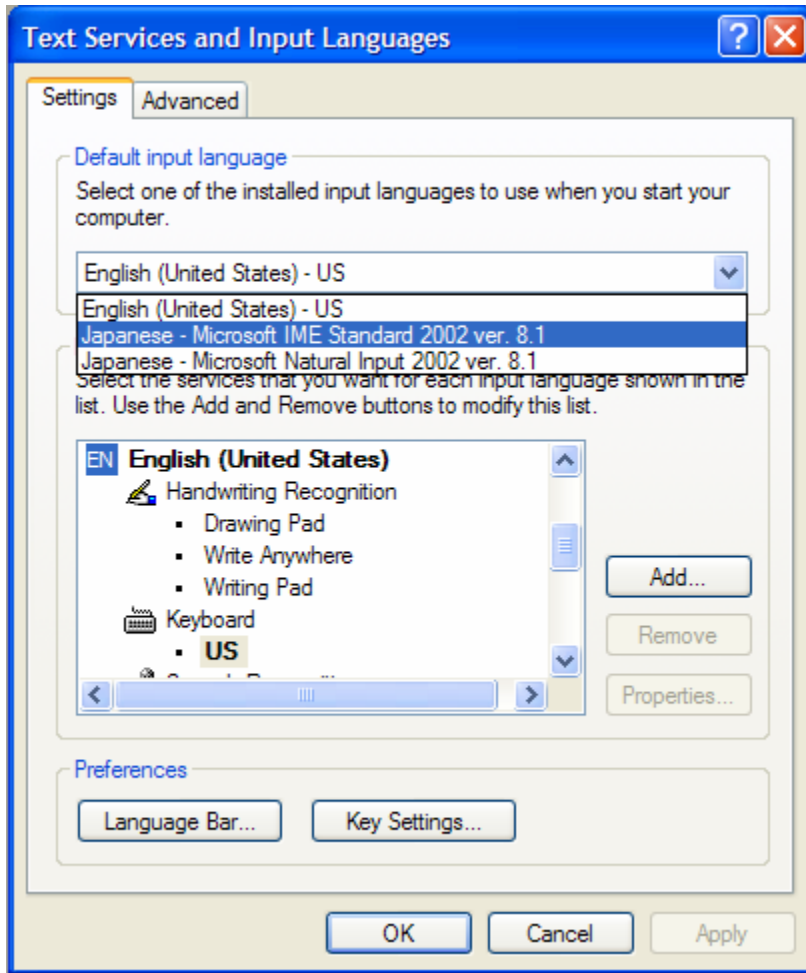 Text Services and Input Languages
Settings
Advanced
Default input language
Select one of the installed input languages to use when you start your
computer.
English (United States) - US
English (United States) - US
Japanese - Microsoft IME Standard 2002 ver. 8.1
Japanese - Microsoft Natural Input 2002 ver. 8.1
Select the services that you want for each input language shown in the
list. Use the Add and Remove buttons to modify this list.
EN English (United States)
Handwriting Recognition
Drawing Pad
Write Anywhere
Writing Pad
Keyboard
US
Add...
Remove
Properties...
Preferences
Language Bar...
Key Settings...
OK
Cancel
Apply